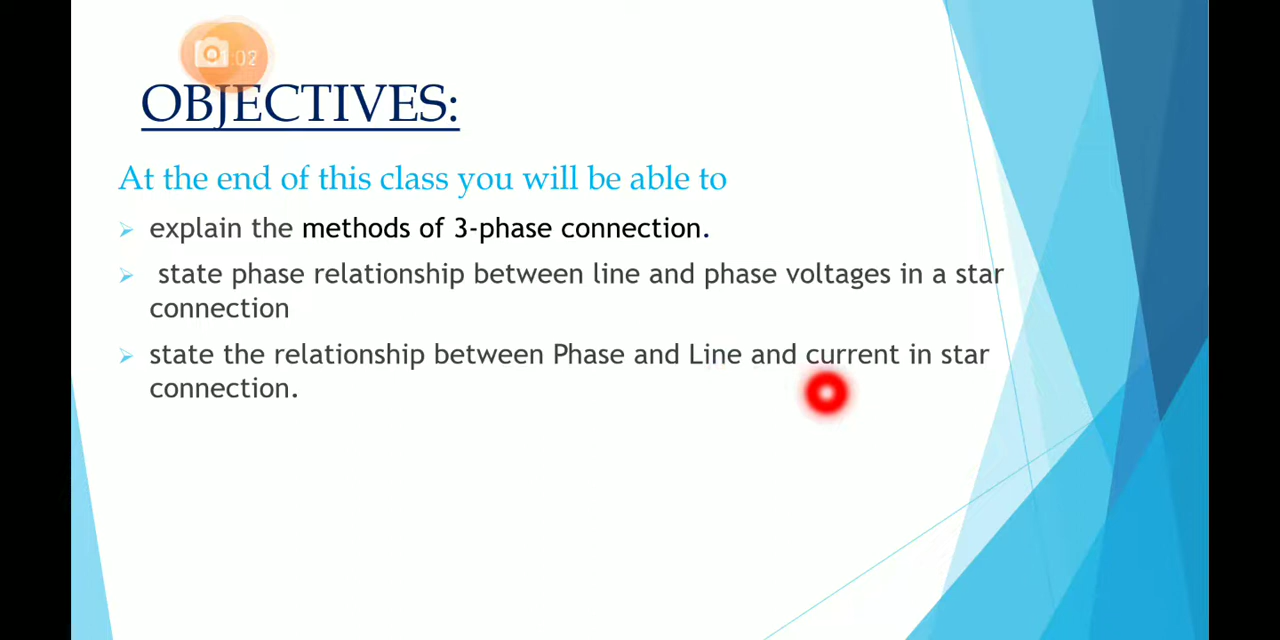 :02
OBJECTIVES:
At the end of this class you will be able to
explain the methods of 3-phase connection.
state phase relationship between line and phase voltages in a star
connection
state the relationship between Phase and Line and current in star
connection.